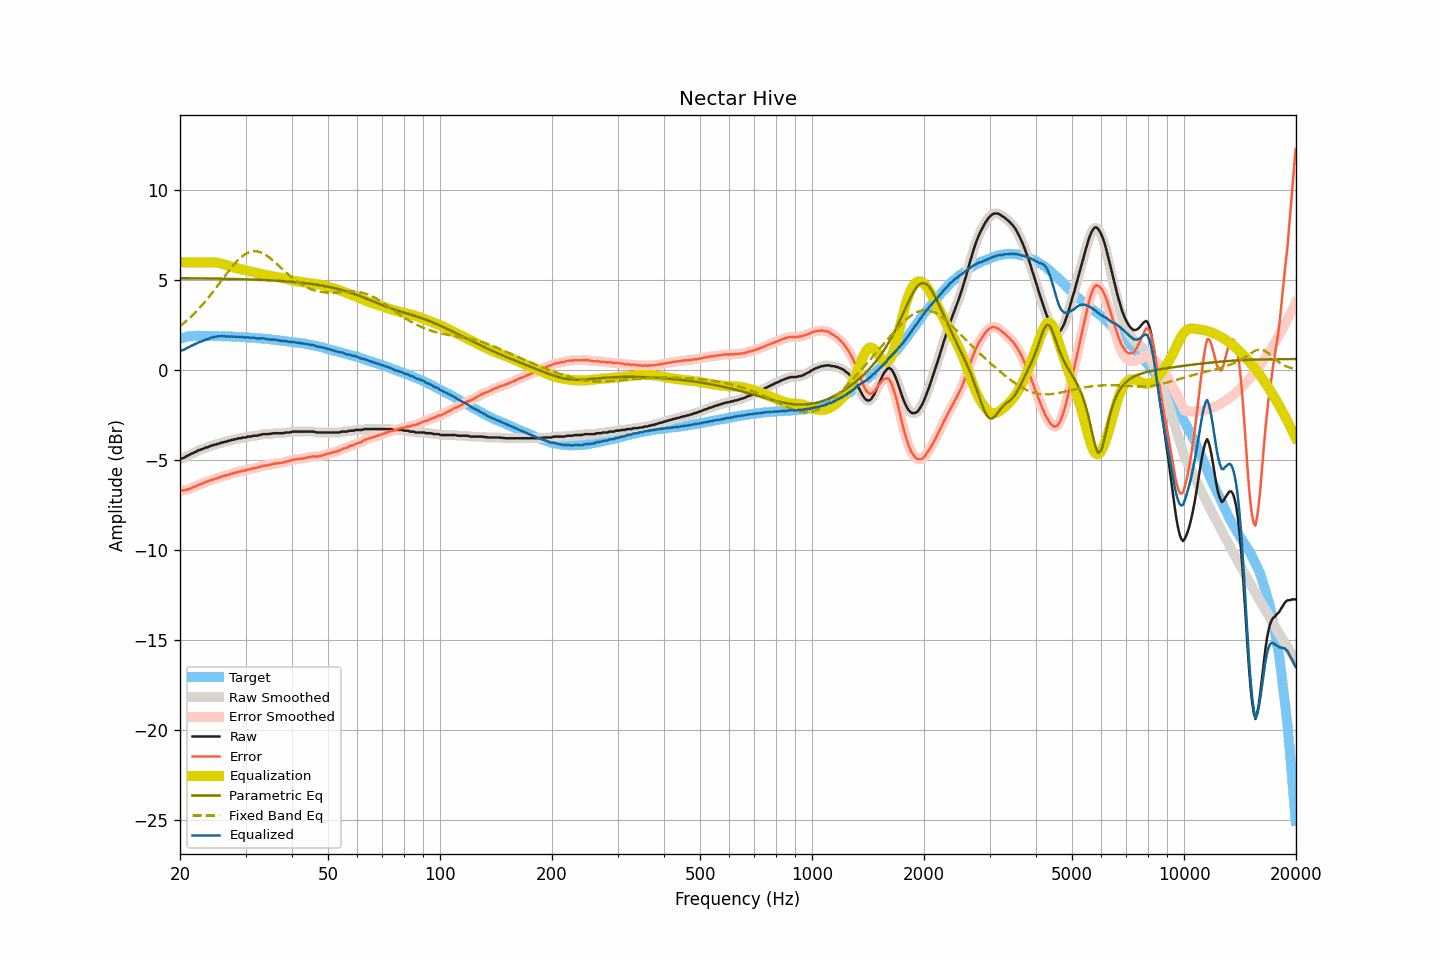 Nectar Hive
Amplitude (dBr)
10
5
0
−5
−10
−15
−20
−25
Target
Raw Smoothed
Error Smoothed
Raw
Error
Equalization
Parametric Eq
Fixed Band Eq
Equalized
20 50 100 200 500 1000 2000 5000 10000 20000
Frequency (Hz)